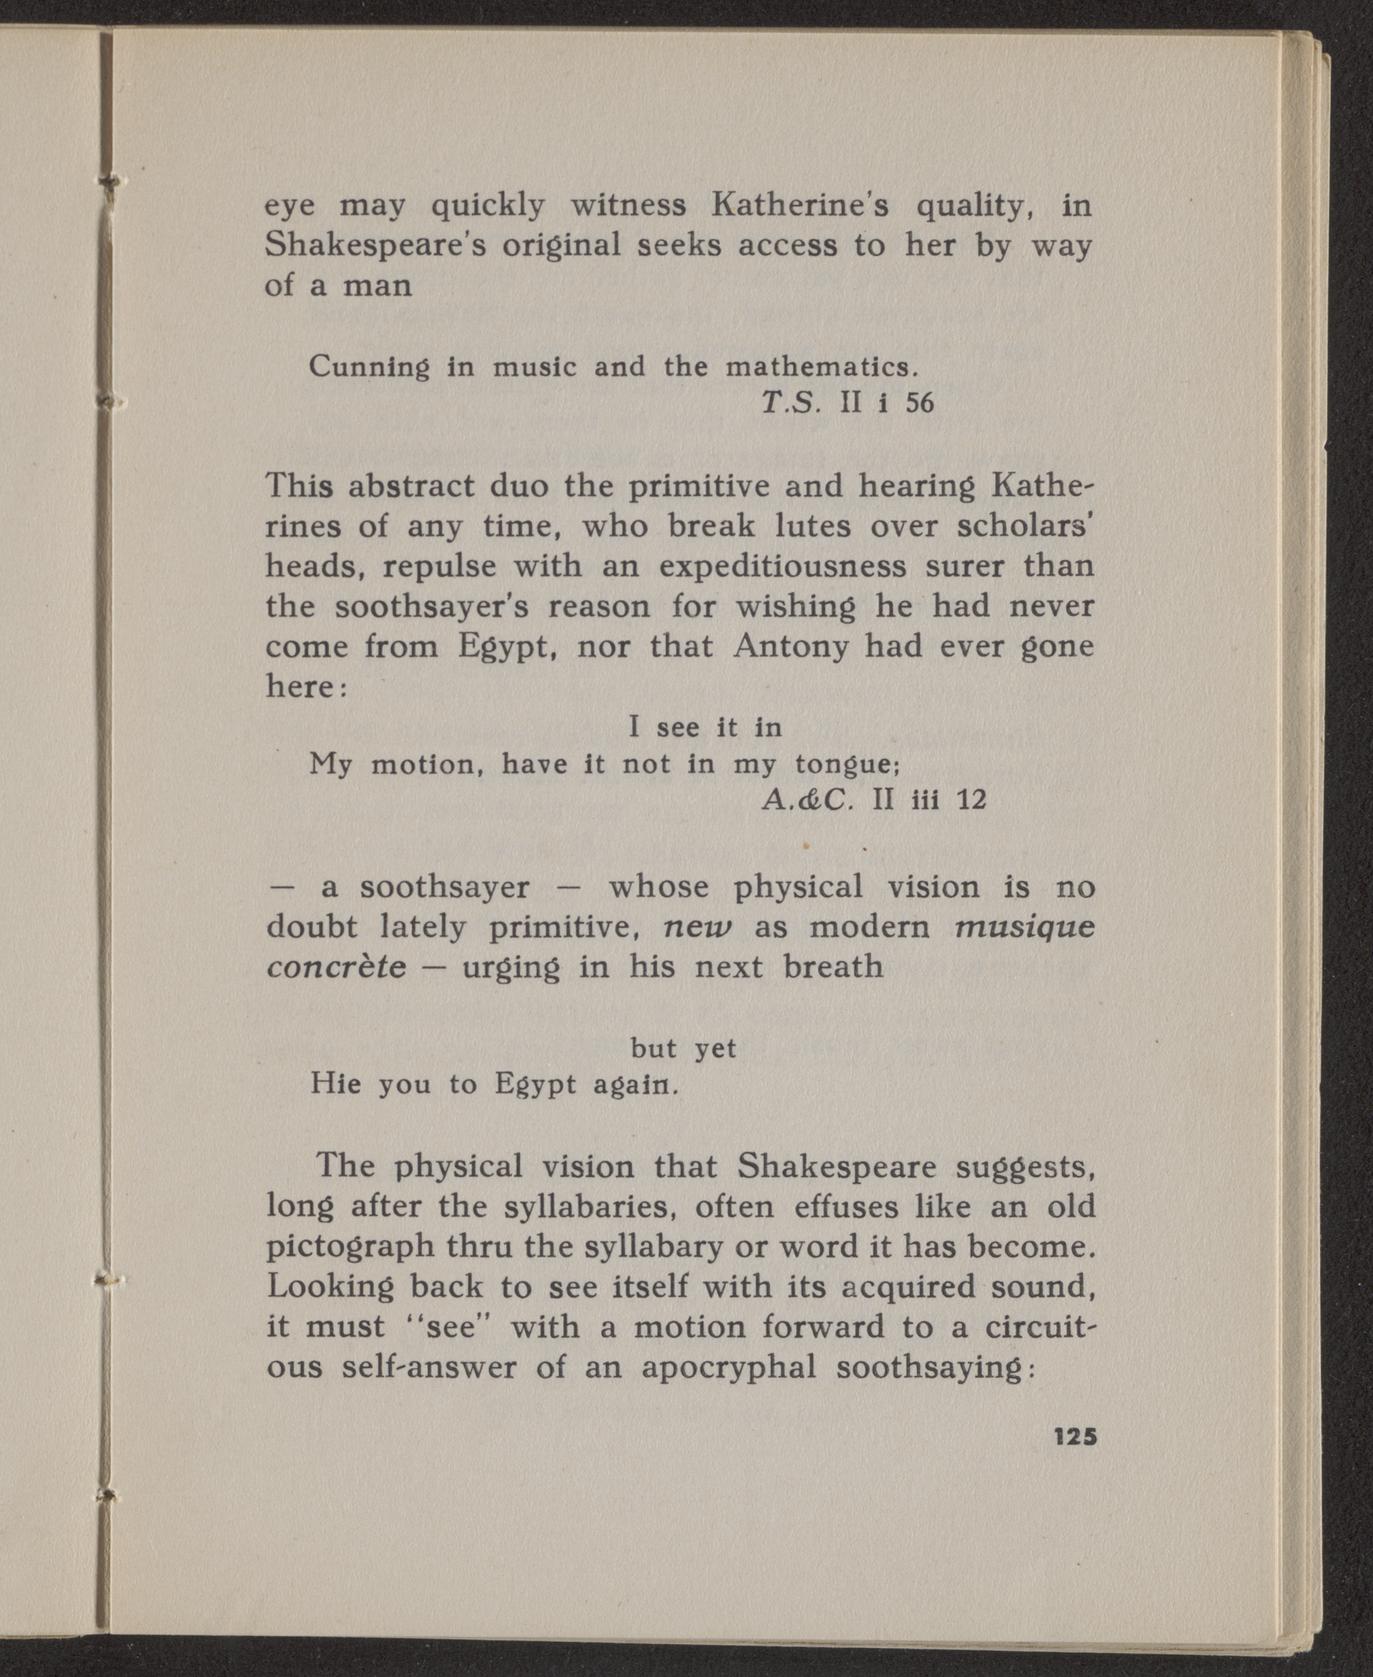 eye may quickly witness Katherine's quality, in
Shakespeare's original seeks access to her by way
of a man
Cunning in music and the mathematics.
T.S. II i 56
This abstract duo the primitive and hearing Kathe-
rines of any time, who break lutes over scholars'
heads, repulse with an expeditiousness surer than
the soothsayer's reason for wishing he had never
come from Egypt, nor that Antony had ever gone
here:
I see it in
My motion, have it not in my tongue;
A.&C. II iii 12
— a soothsayer — whose physical vision is no
doubt lately primitive, new as modern musique
concrète — urging in his next breath
but yet
Hie you to Egypt again.
The physical vision that Shakespeare suggests,
long after the syllabaries, often effuses like an old
pictograph thru the syllabary or word it has become.
Looking back to see itself with its acquired sound,
it must "see" with a motion forward to a circuit-
ous self-answer of an apocryphal soothsaying:
125